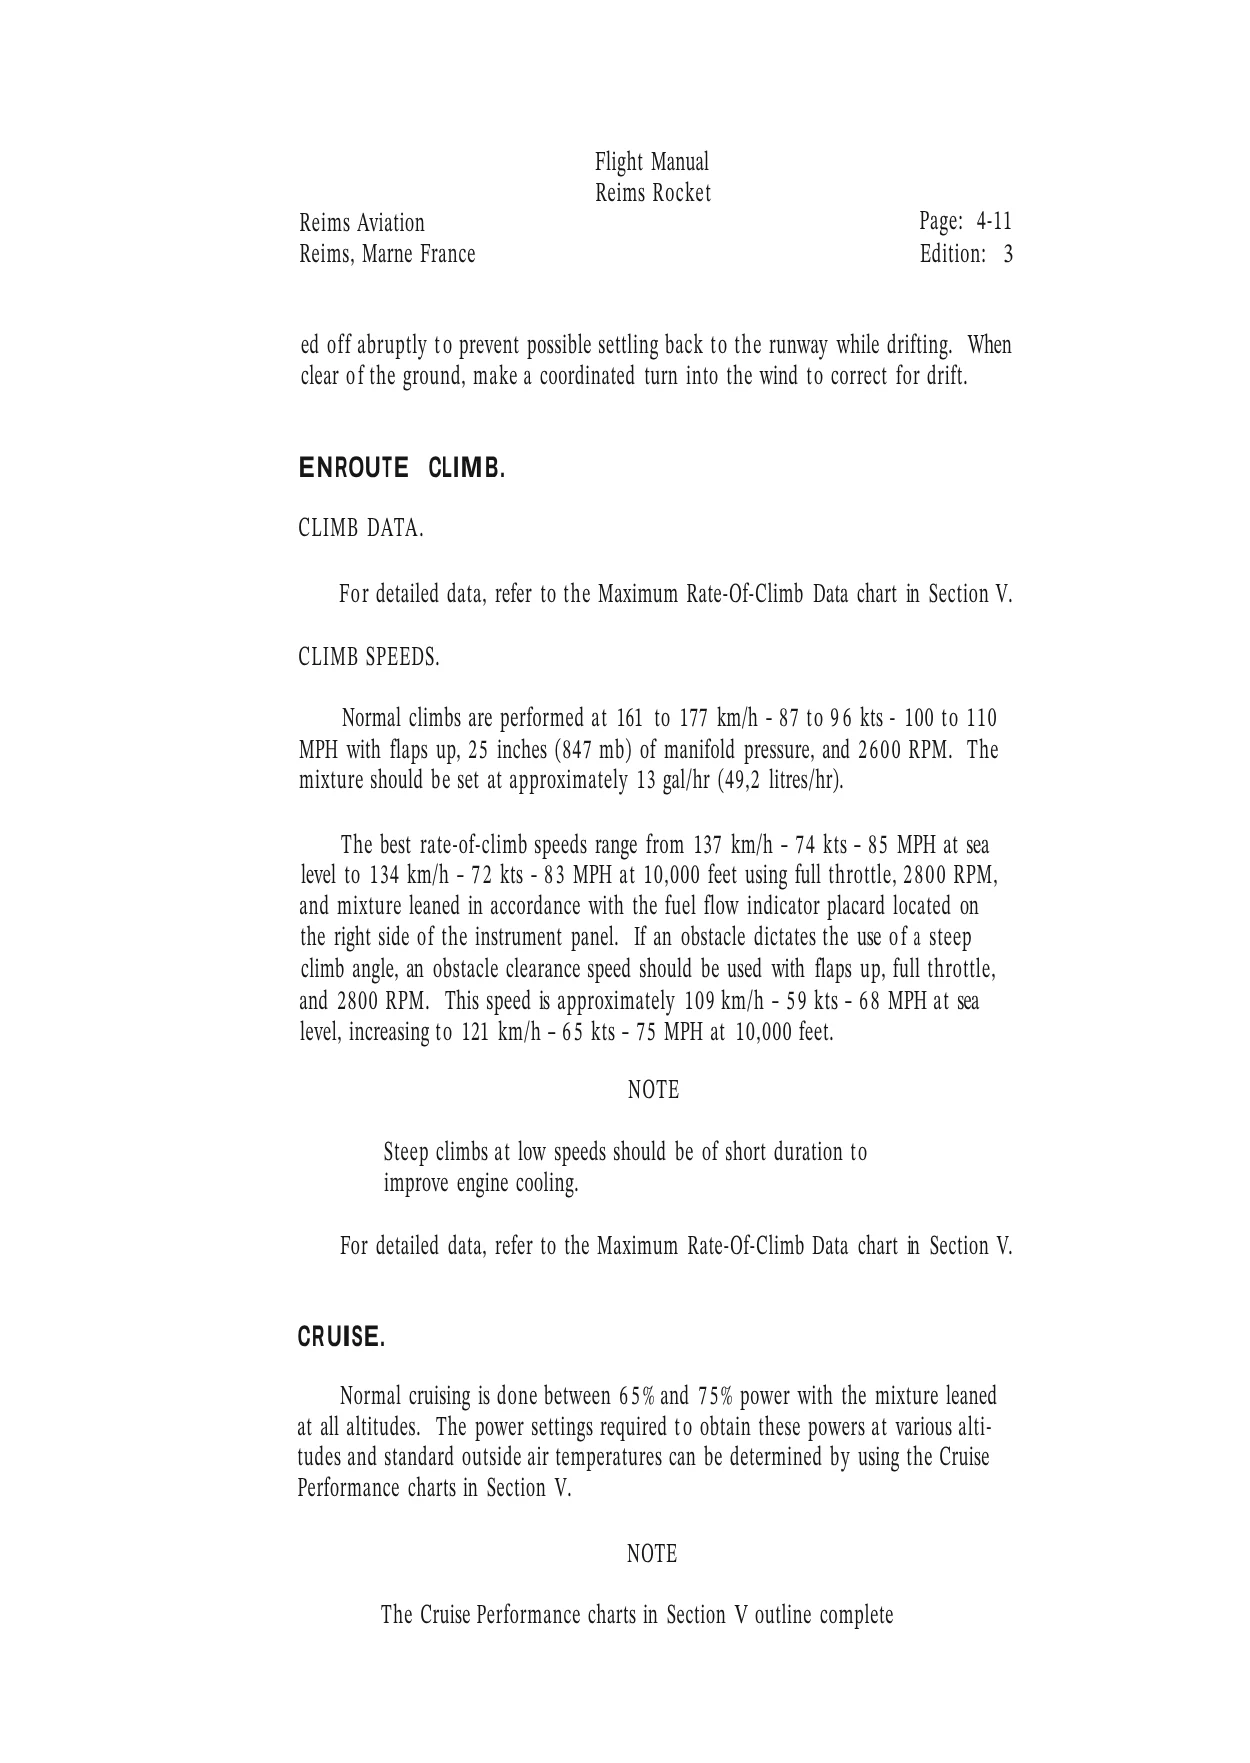 Flight Manual
Reims Rocket
Reims Aviation
Page: 4-11
Reims, Marne France
Edition: 3
ed off abruptly to prevent possible settling back to the runway while drifting. When
clear of the ground, make a coordinated turn into the wind to correct for drift.
ENROUTE CLIMB.
CLIMB DATA.
For detailed data, refer to the Maximum Rate-Of-Climb Data chart in Section V.
CLIMB SPEEDS.
Normal climbs are performed at 161 to 177 km/h - 87 to 96 kts - 100 to 110
MPH with flaps up, 25 inches (847 mb) of manifold pressure, and 2600 RPM. The
mixture should be set at approximately 13 gal/hr (49,2 litres/hr).
The best rate-of-climb speeds range from 137 km/h – 74 kts – 85 MPH at sea
level to 134 km/h – 72 kts – 83 MPH at 10,000 feet using full throttle, 2800 RPM,
and mixture leaned in accordance with the fuel flow indicator placard located on
the right side of the instrument panel. If an obstacle dictates the use of a steep
climb angle, an obstacle clearance speed should be used with flaps up, full throttle,
and 2800 RPM. This speed is approximately 109 km/h – 59 kts – 68 MPH at sea
level, increasing to 121 km/h – 65 kts – 75 MPH at 10,000 feet.
NOTE
Steep climbs at low speeds should be of short duration to
improve engine cooling.
For detailed data, refer to the Maximum Rate-Of-Climb Data chart in Section V.
CRUISE.
Normal cruising is done between 65% and 75% power with the mixture leaned
at all altitudes. The power settings required to obtain these powers at various alti-
tudes and standard outside air temperatures can be determined by using the Cruise
Performance charts in Section V.
NOTE
The Cruise Performance charts in Section V outline complete